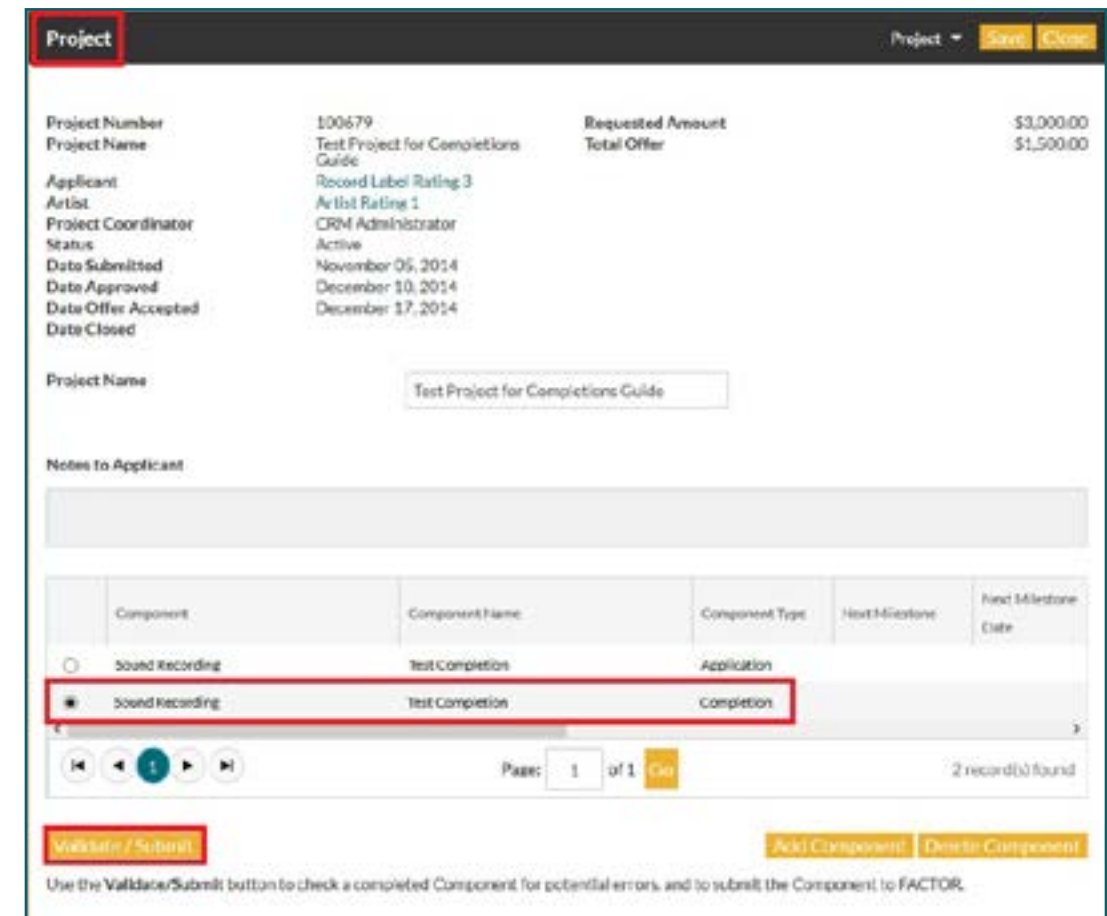 Project Project Save Close
Project Number 100679 Requested Amount $3,000.00
Project Name Test Project for Completions Total Offer $1,500.00
Guide
Applicant Record Label Rating 3
Artist Artist Rating 1
Project Coordinator CRM Administrator
Status Active
Date Submitted November 05, 2014
Date Approved December 10, 2014
Date Offer Accepted December 17, 2014
Date Closed
Project Name Test Project for Completions Guide
Notes to Applicant
Component Component Name Component Type Next Milestone Next Milestone
Date
Sound Recording Test Completion Application
Sound Recording Test Completion Completion
1 Page: 1 of 1 Go 2 record(s) found
Validate / Submit Add Component Delete Component
Use the Validate/Submit button to check a completed Component for potential errors, and to submit the Component to FACTOR.